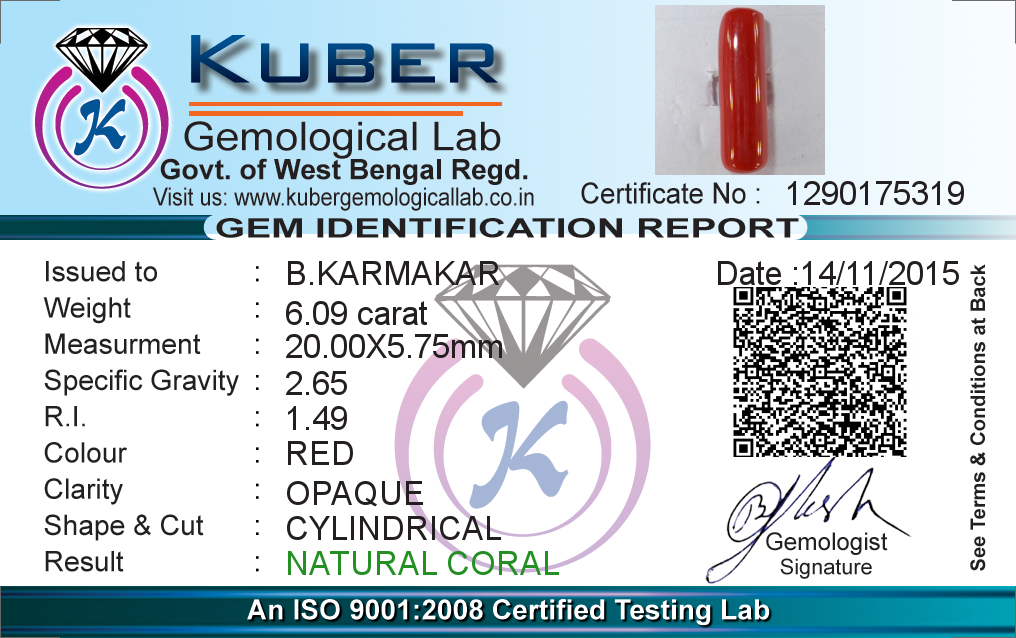 KUBER
Gemological Lab
Govt. of West Bengal Regd.
Visit us: www.kubergemologicallab.co.in
Certificate No : 1290175319
GEM IDENTIFICATION REPORT
Issued to : B.KARMAKAR
Date :14/11/2015
Weight : 6.09 carat
Measurment : 20.00X5.75mm
Specific Gravity : 2.65
R.I. : 1.49
Colour : RED
Clarity : OPAQUE
Shape & Cut : CYLINDRICAL
Result : NATURAL CORAL
K
K
Gemologist
Signature
See Terms & Conditions at Back
An ISO 9001:2008 Certified Testing Lab